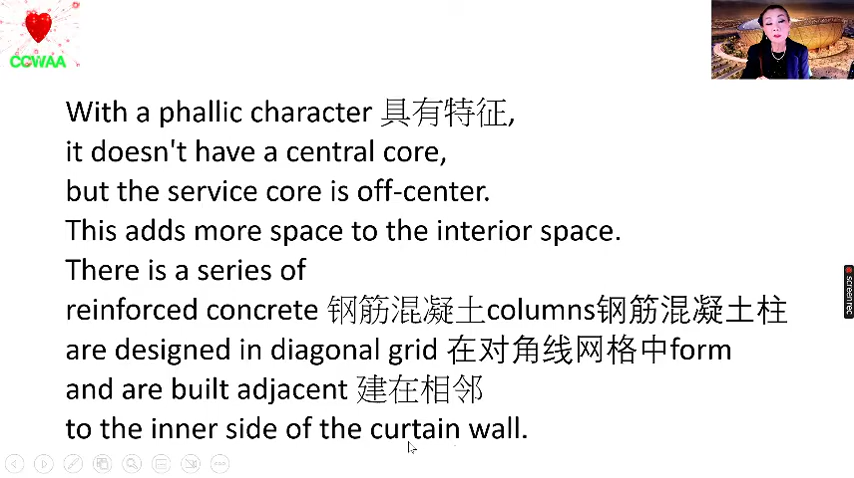 CCWAA
With a phallic character 具有特征,
it doesn't have a central core,
but the service core is off-center.
This adds more space to the interior space.
There is a series of
reinforced concrete 钢筋混凝土columns钢筋混凝土柱
are designed in diagonal grid 在对角线网格中form
and are built adjacent 建在相邻
to the inner side of the curtain wall.
screenrec